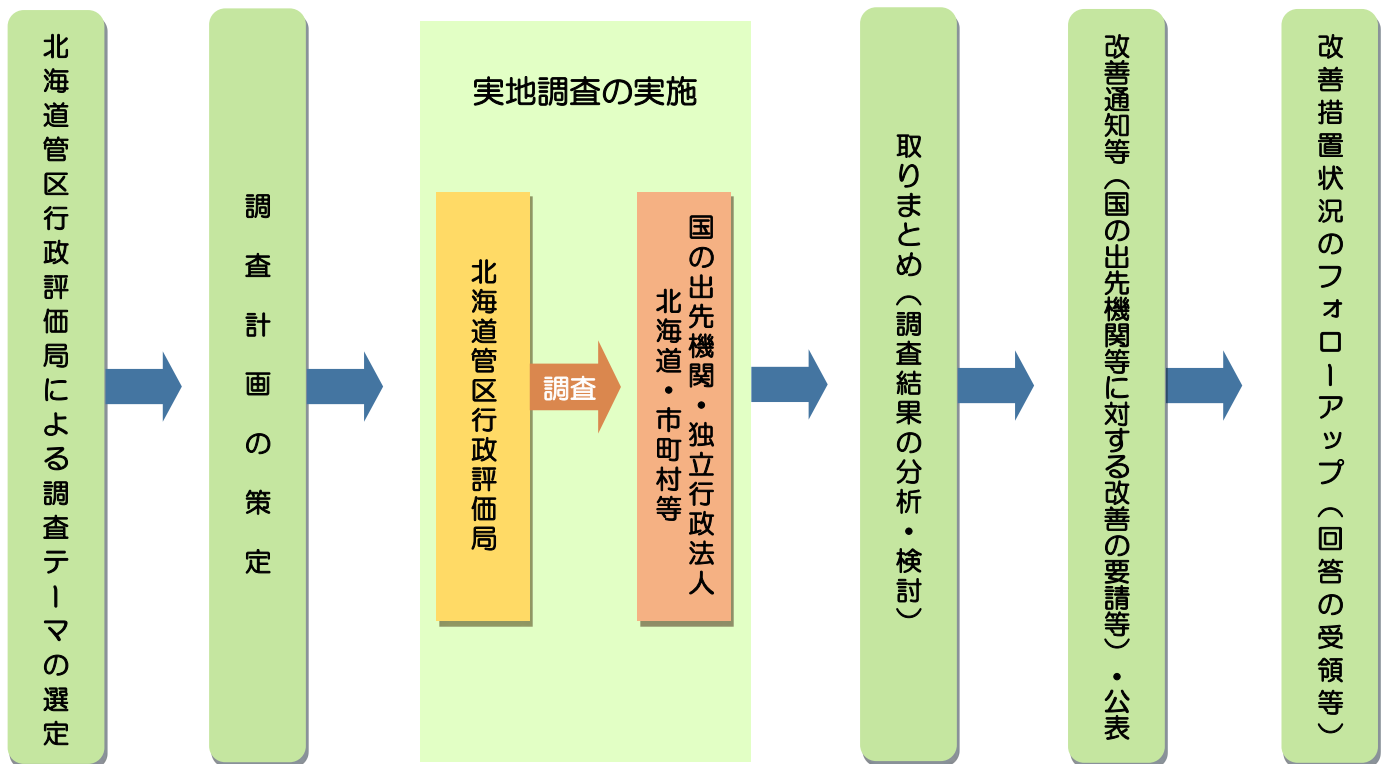 北海道管区行政評価局による調査テーマの選定
調査計画の策定
実地調査の実施
北海道管区行政評価局
調査
国の出先機関・独立行政法人
北海道・市町村等
取りまとめ（調査結果の分析・検討）
改善通知等（国の出先機関等に対する改善の要請等）・公表
改善措置状況のフォローアップ（回答の受領等）